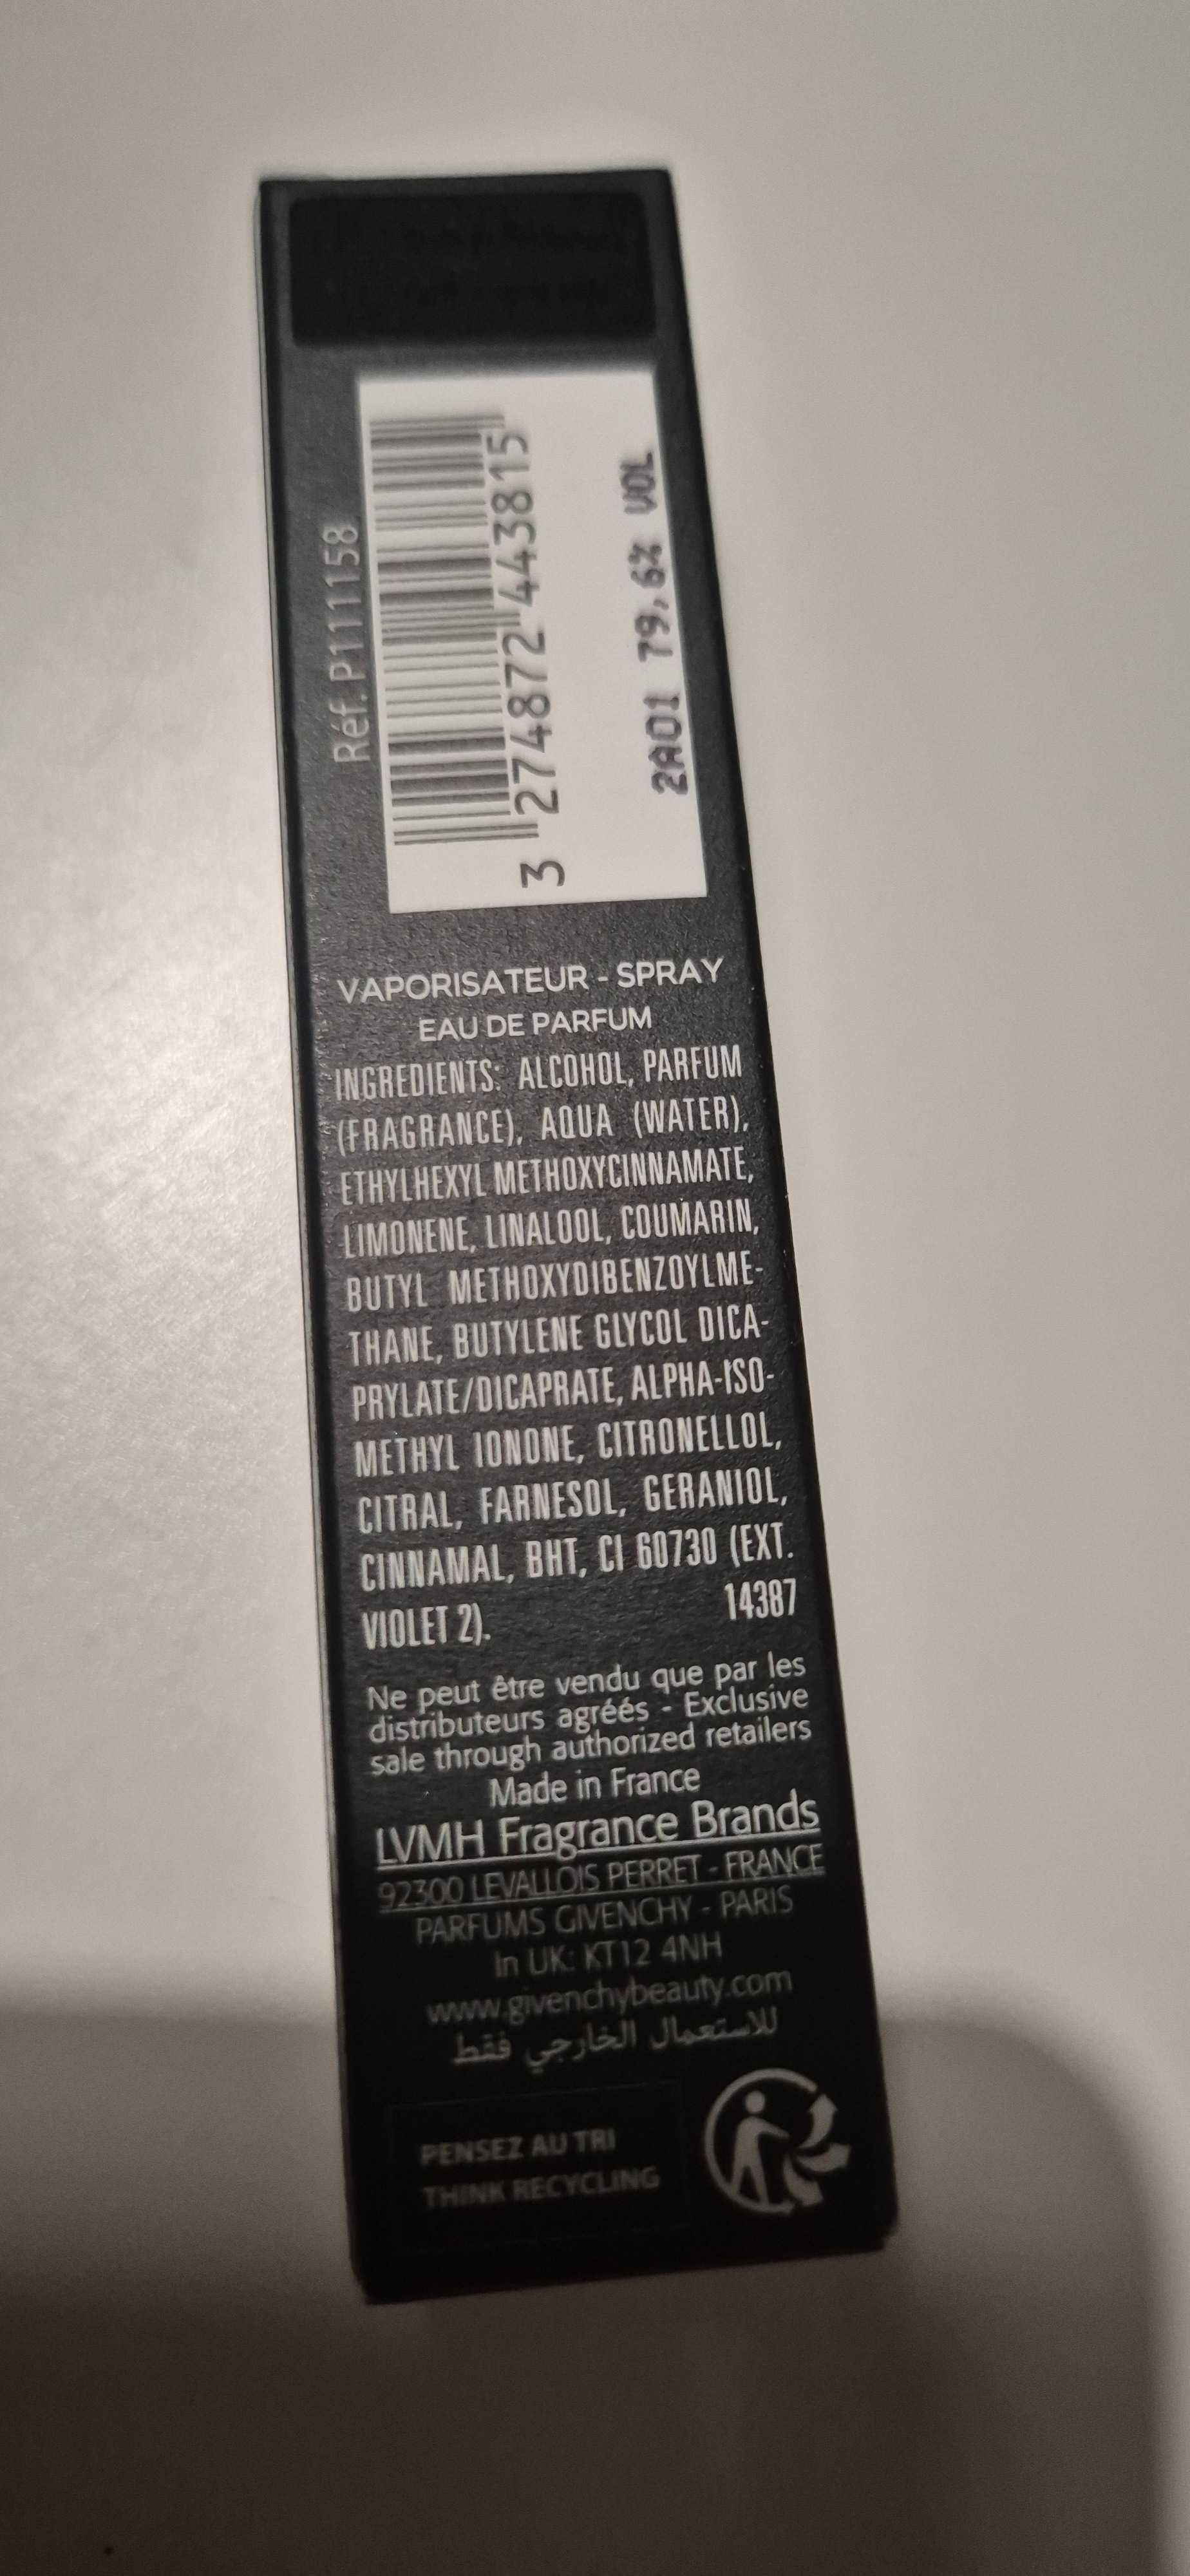 Réf. P111158
3 274872 443815
2A01 79,6% VOL
VAPORISATEUR - SPRAY
EAU DE PARFUM
INGREDIENTS: ALCOHOL, PARFUM
(FRAGRANCE), AQUA (WATER),
ETHYLHEXYL METHOXYCINNAMATE,
LIMONENE, LINALOOL, COUMARIN,
BUTYL METHOXYDIBENZOYLME-
THANE, BUTYLENE GLYCOL DICA-
PRYLATE/DICAPRATE, ALPHA-ISO-
METHYL IONONE, CITRONELLOL,
CITRAL, FARNESOL, GERANIOL,
CINNAMAL, BHT, CI 60730 (EXT.
VIOLET 2). 14387
Ne peut être vendu que par les
distributeurs agréés - Exclusive
sale through authorized retailers
Made in France
LVMH Fragrance Brands
92300 LEVALLOIS PERRET - FRANCE
PARFUMS GIVENCHY - PARIS
In UK: KT12 4NH
www.givenchybeauty.com
للاستعمال الخارجي فقط
PENSEZ AU TRI
THINK RECYCLING